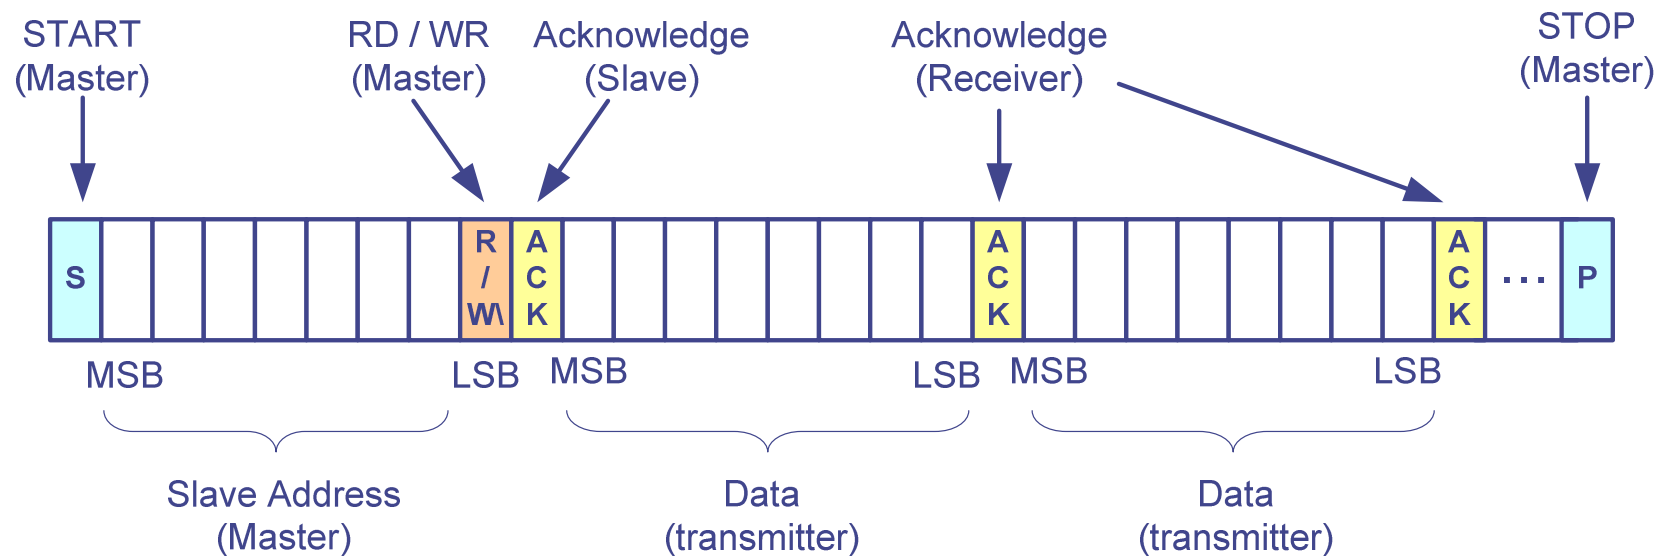 START
(Master)
RD / WR
(Master)
Acknowledge
(Slave)
Acknowledge
(Receiver)
STOP
(Master)
S
R
/
W\
A
C
K
A
C
K
A
C
K
...
P
MSB
LSB
MSB
LSB
MSB
LSB
Slave Address
(Master)
Data
(transmitter)
Data
(transmitter)